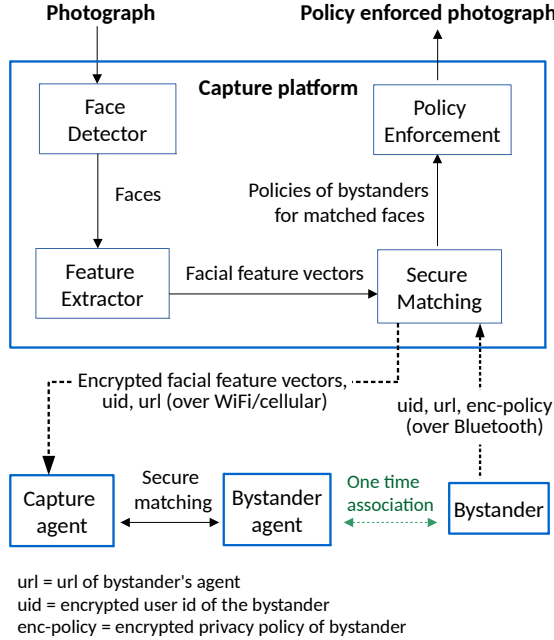 Photograph
Policy enforced photograph
Capture platform
Face
Detector
Policy
Enforcement
Faces
Policies of bystanders
for matched faces
Feature
Extractor
Facial feature vectors
Secure
Matching
Encrypted facial feature vectors,
uid, url (over WiFi/cellular)
uid, url, enc-policy
(over Bluetooth)
Capture
agent
Secure
matching
Bystander
agent
One time
association
Bystander
url = url of bystander's agent
uid = encrypted user id of the bystander
enc-policy = encrypted privacy policy of bystander